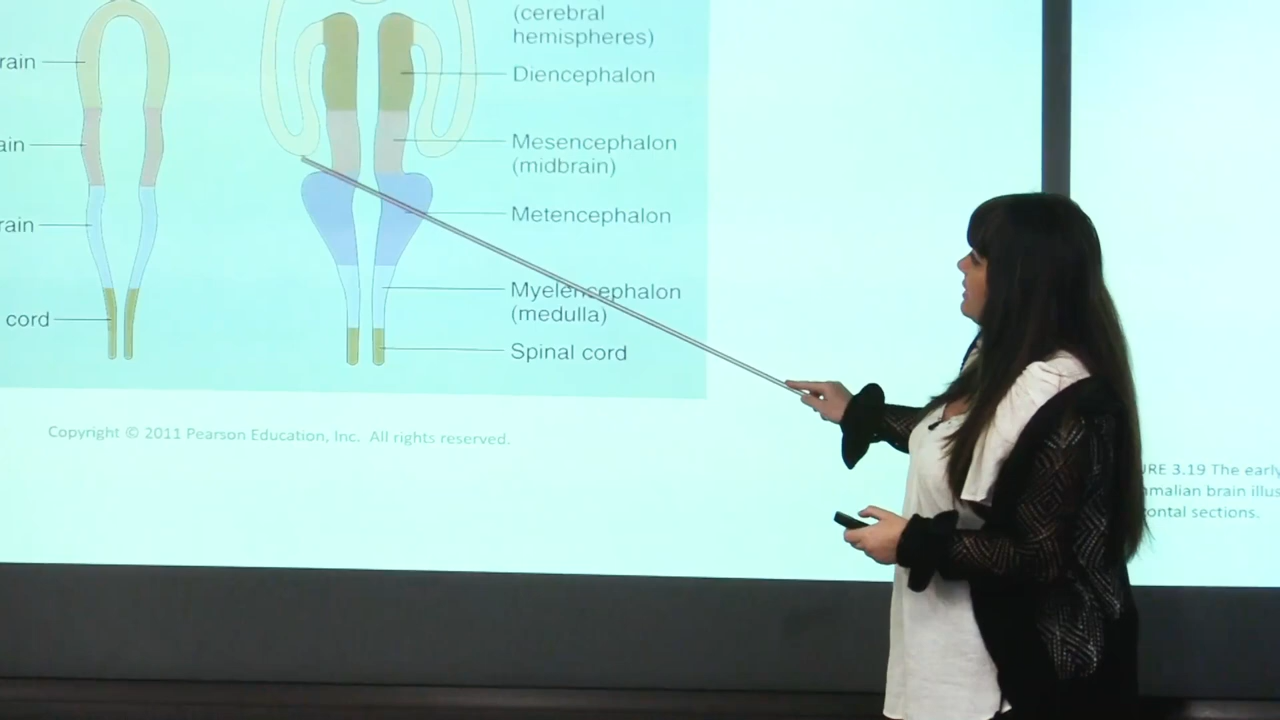 rain
ain
rain
cord
(cerebral
hemispheres)
Diencephalon
Mesencephalon
(midbrain)
Metencephalon
Myelencephalon
(medulla)
Spinal cord
Copyright © 2011 Pearson Education, Inc. All rights reserved.
URE 3.19 The early
mmalian brain illus
ontal sections.